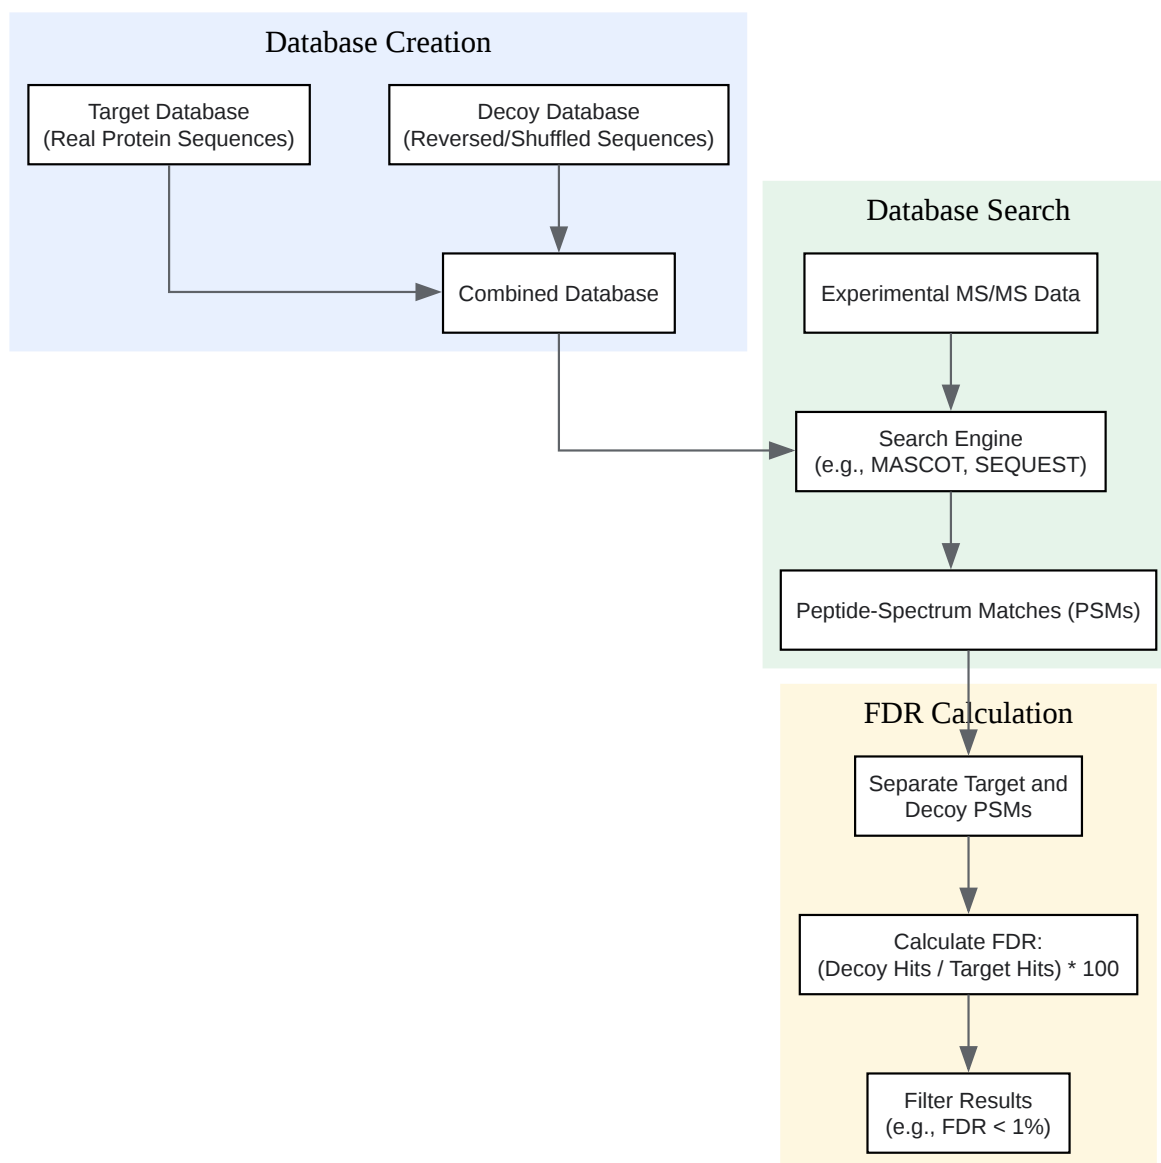 Database Creation
Target Database
(Real Protein Sequences)
Decoy Database
(Reversed/Shuffled Sequences)
Combined Database
Database Search
Experimental MS/MS Data
Search Engine
(e.g., MASCOT, SEQUEST)
Peptide-Spectrum Matches (PSMs)
FDR Calculation
Separate Target and
Decoy PSMs
Calculate FDR:
(Decoy Hits / Target Hits) * 100
Filter Results
(e.g., FDR < 1%)